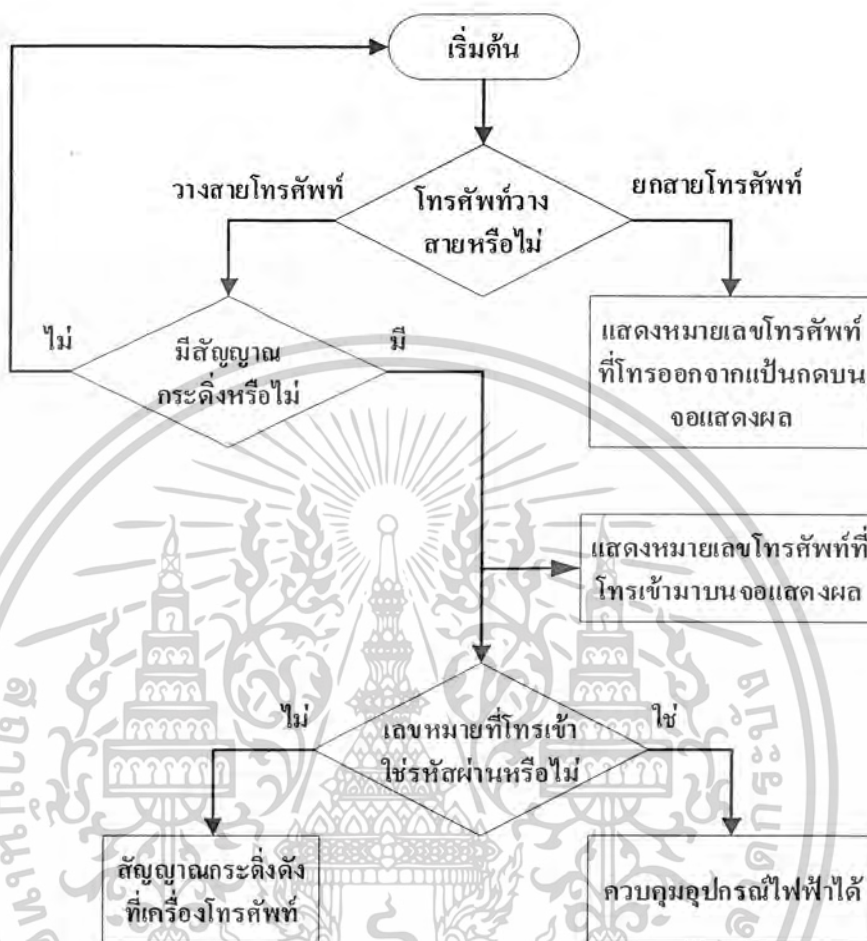 เริ่มต้น
โทรศัพท์วาง
สายหรือไม่
วางสายโทรศัพท์
ยกสายโทรศัพท์
มีสัญญาณ
กระดิ่งหรือไม่
ไม่
มี
แสดงหมายเลขโทรศัพท์
ที่โทรออกจากแป้นกดบน
จอแสดงผล
แสดงหมายเลขโทรศัพท์ที่
โทรเข้ามาบนจอแสดงผล
เลขหมายที่โทรเข้า
ใช่รหัสผ่านหรือไม่
ไม่
ใช่
สัญญาณกระดิ่งดัง
ที่เครื่องโทรศัพท์
ควบคุมอุปกรณ์ไฟฟ้าได้